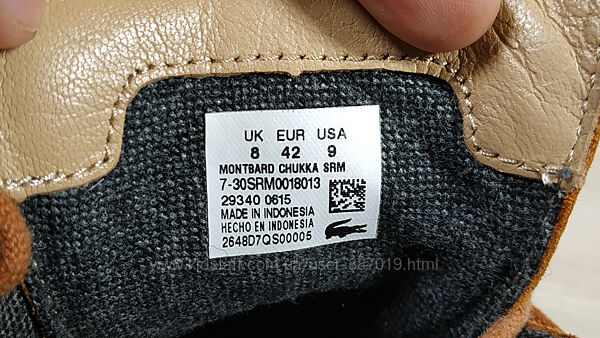 UK EUR USA
8 42 9
MONTBARD CHUKKA SRM
7-30SRM0018013
29340 0615
MADE IN INDONESIA
HECHO EN INDONESIA
2648D7QS00005